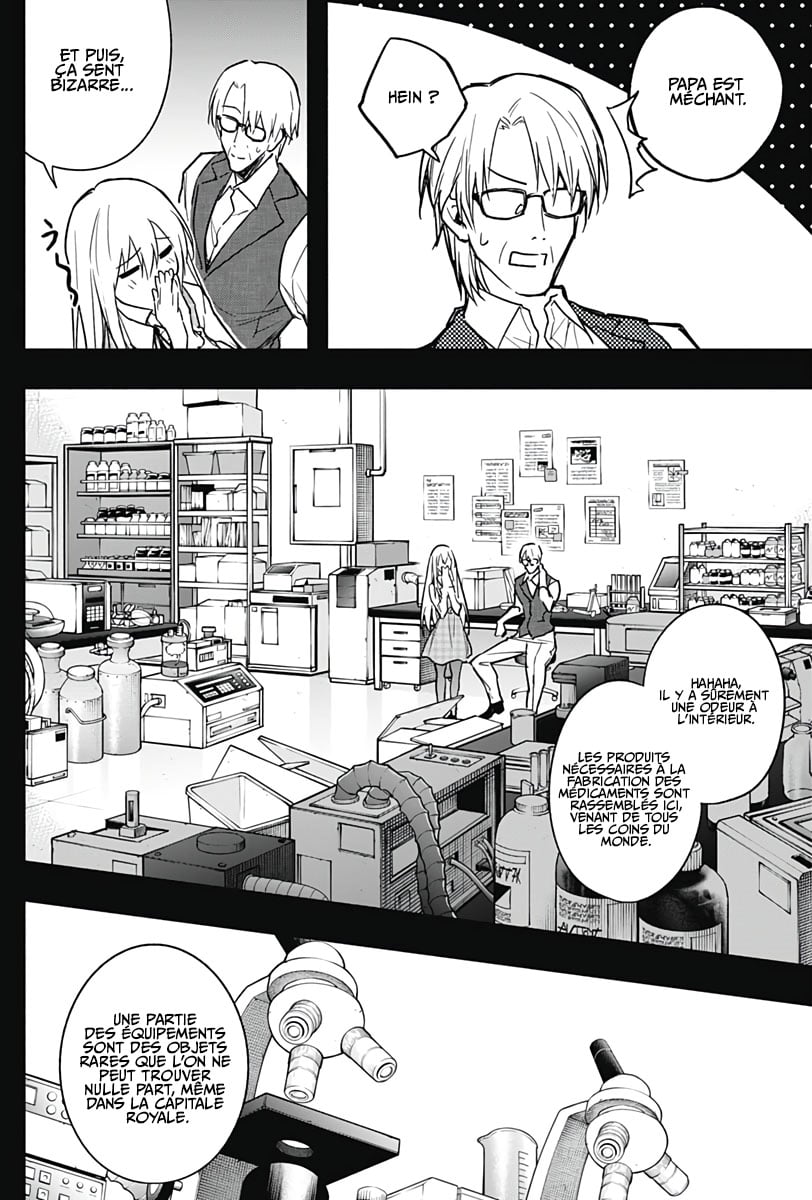 PAPA EST
MÉCHANT.
HEIN ?
ET PUIS,
ÇA SENT
BIZARRE...
うっ
HAHAHA,
IL Y A SÛREMENT
UNE ODEUR À
L'INTÉRIEUR.
LES PRODUITS
NÉCESSAIRES À LA
FABRICATION DES
MÉDICAMENTS SONT
RASSEMBLÉS ICI,
VENANT DE TOUS
LES COINS DU
MONDE.
UNE PARTIE
DES ÉQUIPEMENTS
SONT DES OBJETS
RARES QUE L'ON NE
PEUT TROUVER
NULLE PART, MÊME
DANS LA CAPITALE
ROYALE.